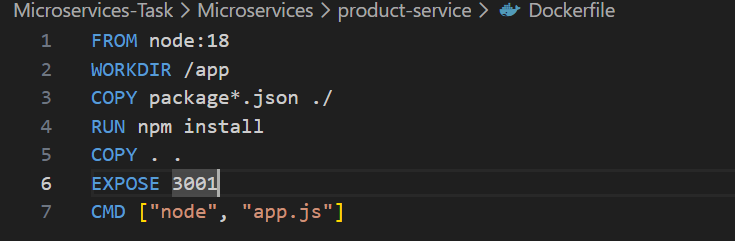 Microservices-Task > Microservices > product-service > Dockerfile
1 FROM node:18
2 WORKDIR /app
3 COPY package*.json ./
4 RUN npm install
5 COPY . .
6 EXPOSE 3001
7 CMD ["node", "app.js"]